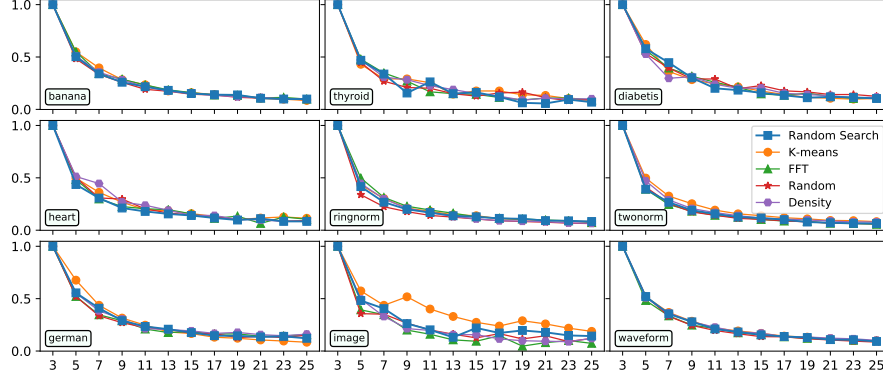 1.0
0.5
0.0
banana
thyroid
diabetis
1.0
0.5
0.0
heart
ringnorm
twonorm
Random Search
K-means
FFT
Random
Density
1.0
0.5
0.0
german
image
waveform
3 5 7 9 11 13 15 17 19 21 23 25 3 5 7 9 11 13 15 17 19 21 23 25 3 5 7 9 11 13 15 17 19 21 23 25